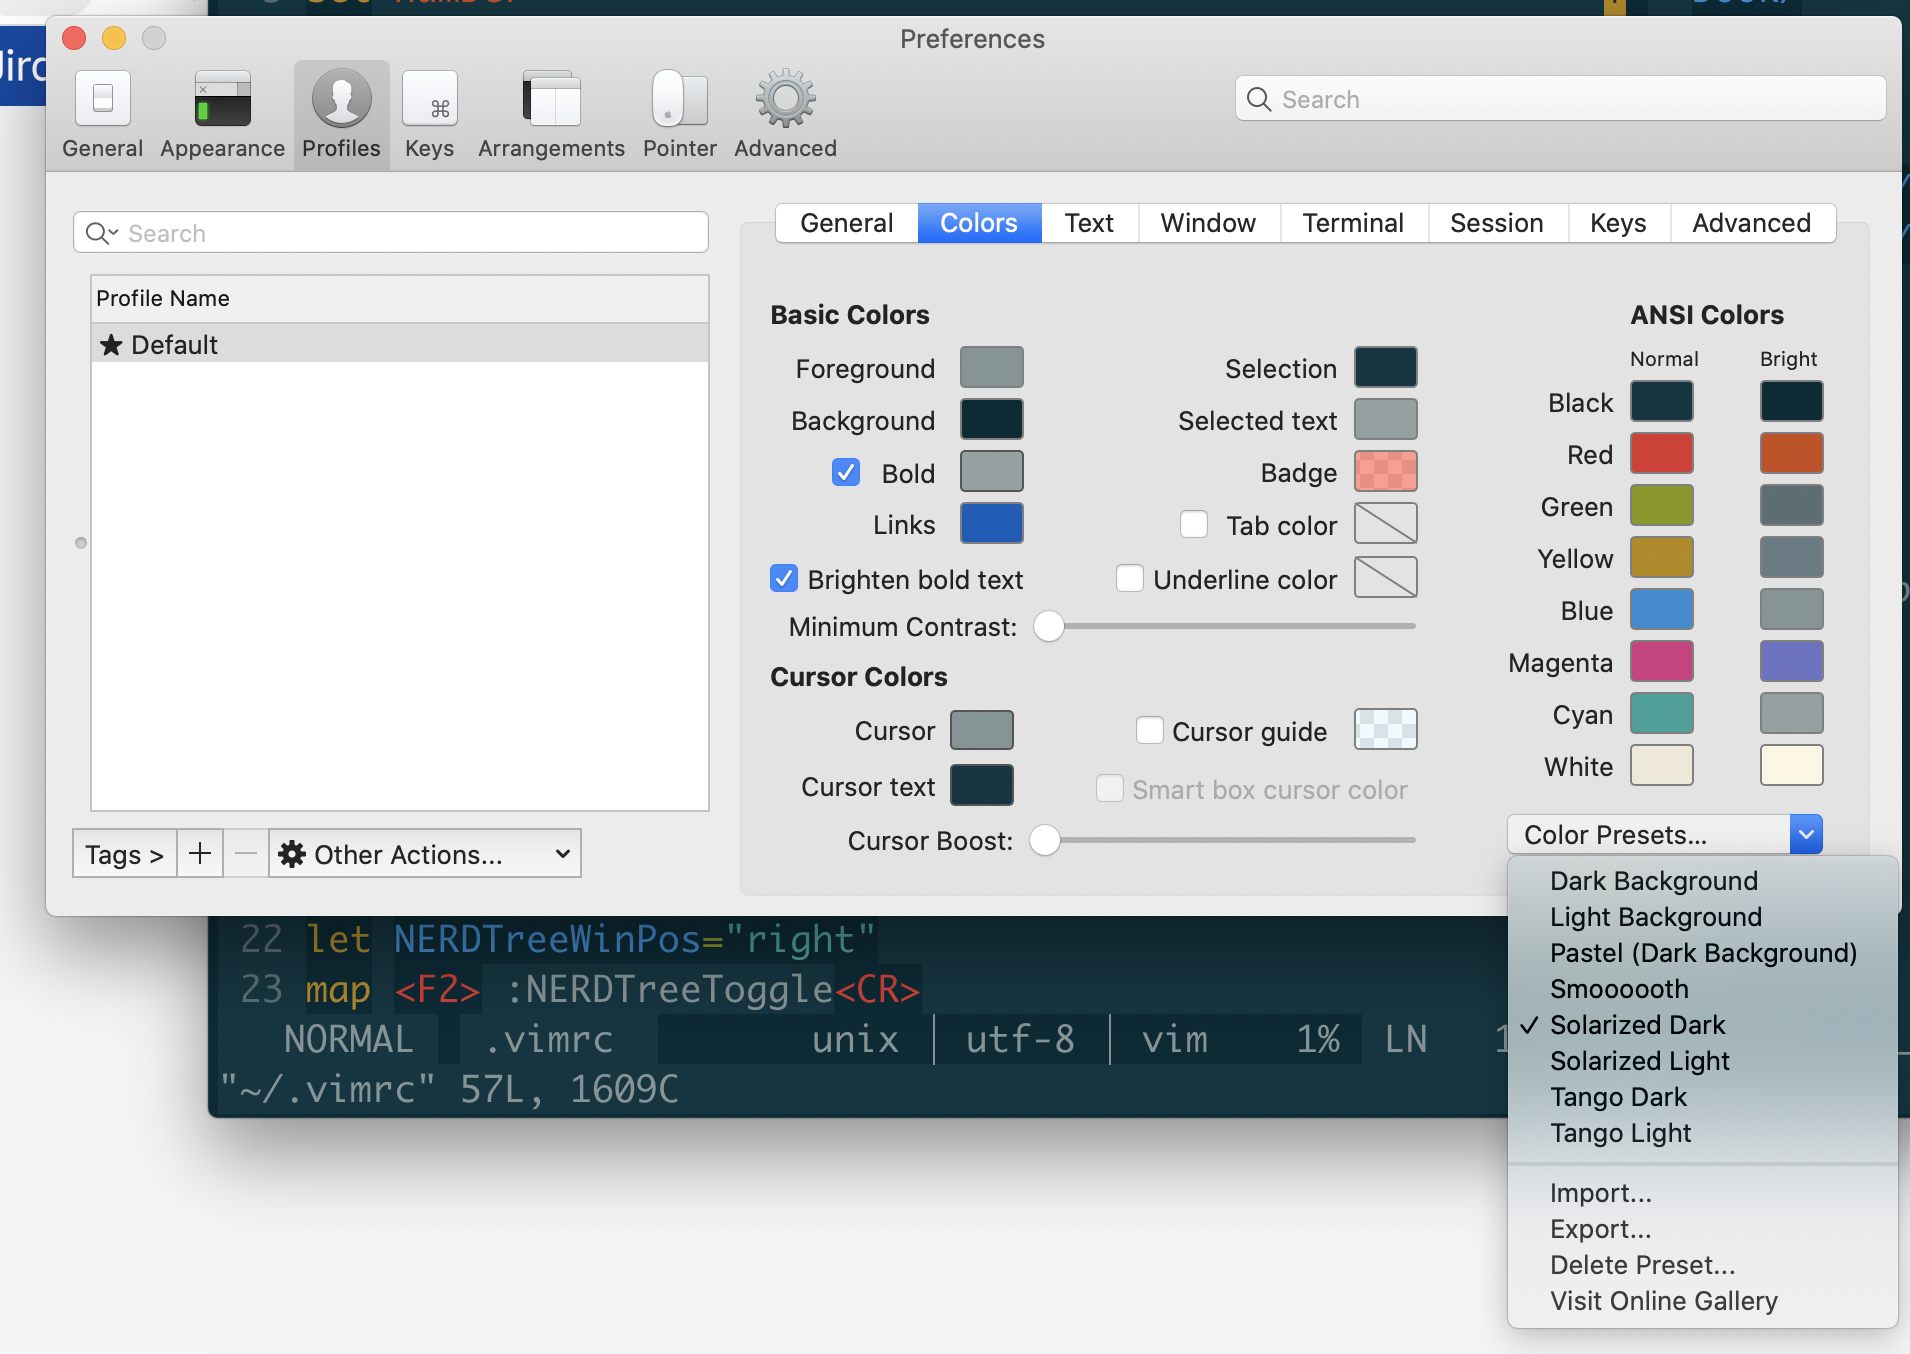 Preferences
General Appearance Profiles Keys Arrangements Pointer Advanced
Search
Search
Profile Name
★ Default
Tags > + − Other Actions...
General Colors Text Window Terminal Session Keys Advanced
Basic Colors
Foreground
Background
Bold
Links
Brighten bold text
Selection
Selected text
Badge
Tab color
Underline color
Minimum Contrast:
Cursor Colors
Cursor
Cursor text
Cursor guide
Smart box cursor color
Cursor Boost:
ANSI Colors
Normal Bright
Black
Red
Green
Yellow
Blue
Magenta
Cyan
White
Color Presets...
Dark Background
Light Background
Pastel (Dark Background)
Smoooooth
✓ Solarized Dark
Solarized Light
Tango Dark
Tango Light
Import...
Export...
Delete Preset...
Visit Online Gallery
22 let NERDTreeWinPos="right"
23 map <F2> :NERDTreeToggle<CR>
NORMAL .vimrc unix | utf-8 | vim 1% LN 1
"~/.vimrc" 57L, 1609C